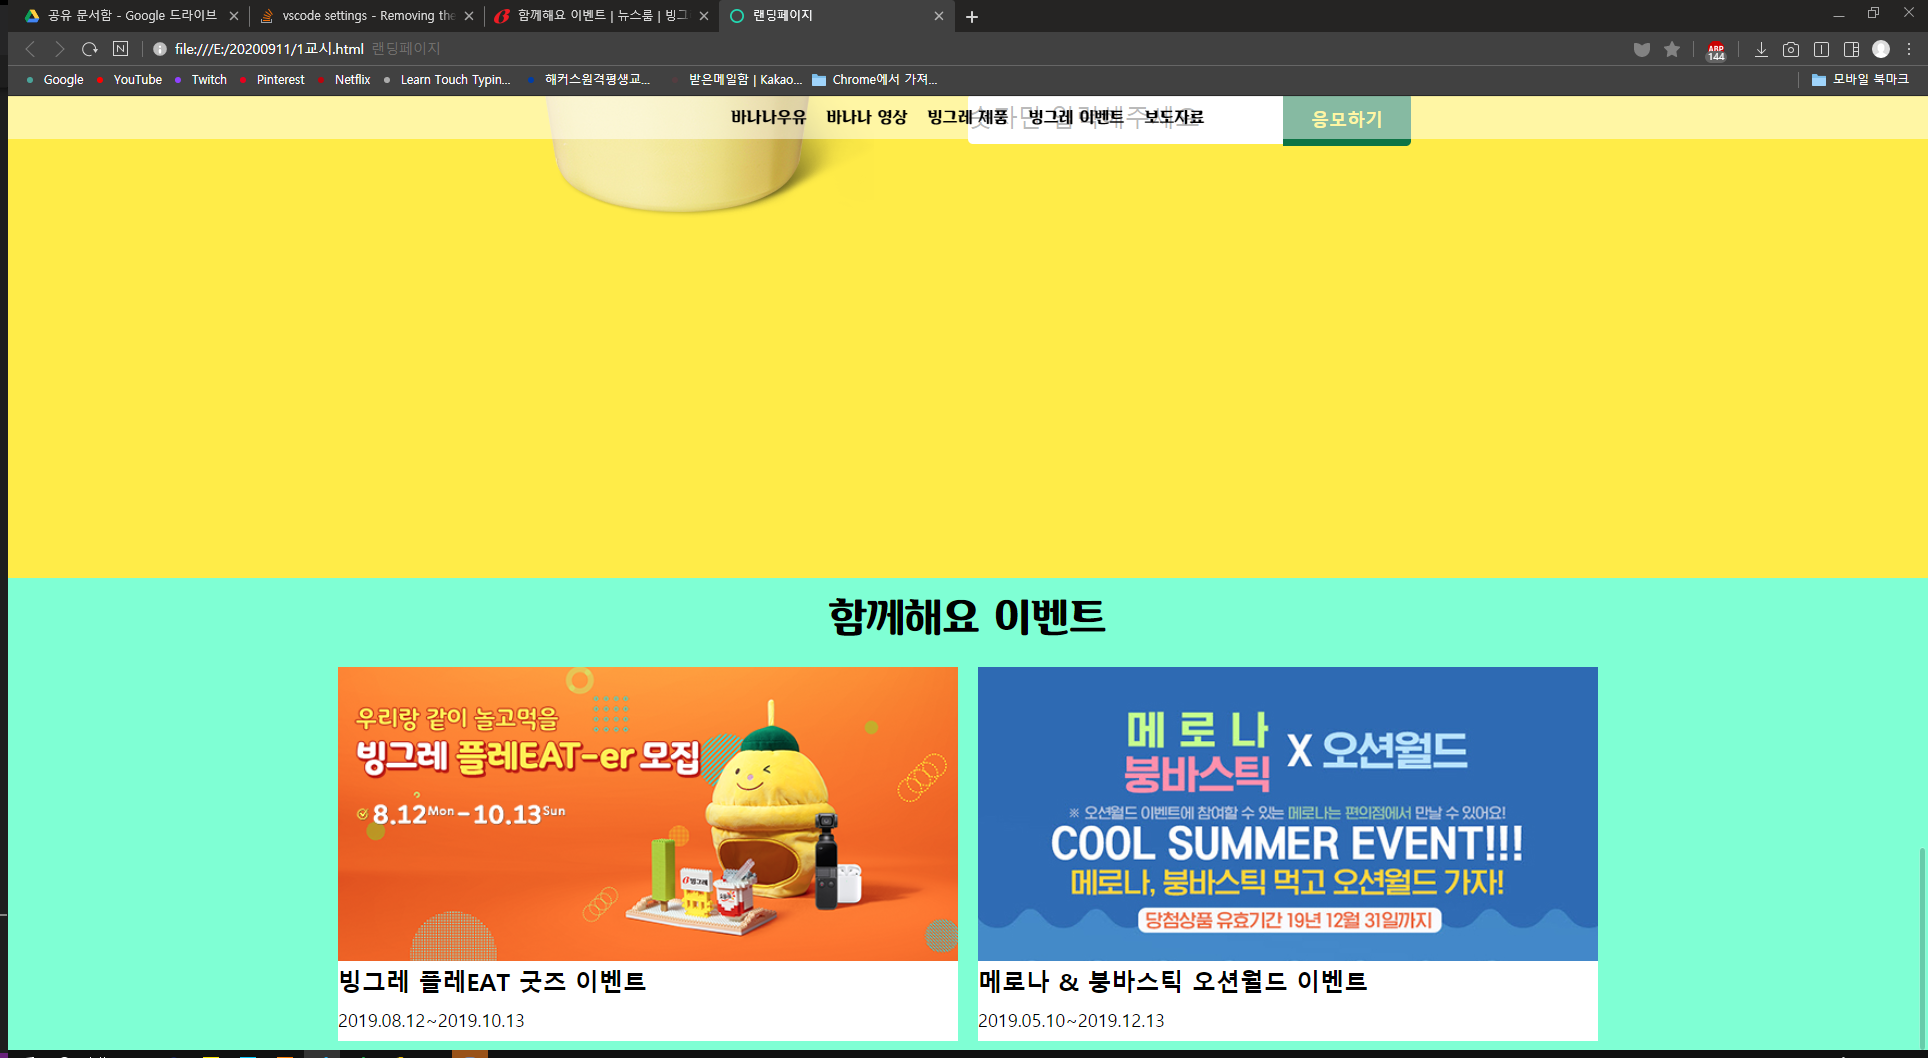 공유 문서함 - Google 드라이브
vscode settings - Removing the
함께해요 이벤트 | 뉴스룸 | 빙그
랜딩페이지
file:///E:/20200911/1교시.html 랜딩페이지
ABP
144
Google
YouTube
Twitch
Pinterest
Netflix
Learn Touch Typin...
해커스원격평생교...
받은메일함 | Kakao...
Chrome에서 가져...
모바일 북마크
바나나우유 바나나 영상 빙그레 제품 빙그레 이벤트 보도자료
응모하기
함께해요 이벤트
우리랑 같이 놀고먹을
빙그레 플레EAT-er 모집
8.12Mon-10.13Sun
빙그레
빙그레 플레EAT 굿즈 이벤트
2019.08.12~2019.10.13
메로나
붕바스틱
X 오션월드
※ 오션월드 이벤트에 참여할 수 있는 메로나는 편의점에서 만날 수 있어요!
COOL SUMMER EVENT!!!
메로나, 붕바스틱 먹고 오션월드 가자!
당첨상품 유효기간 19년 12월 31일까지
메로나 & 붕바스틱 오션월드 이벤트
2019.05.10~2019.12.13